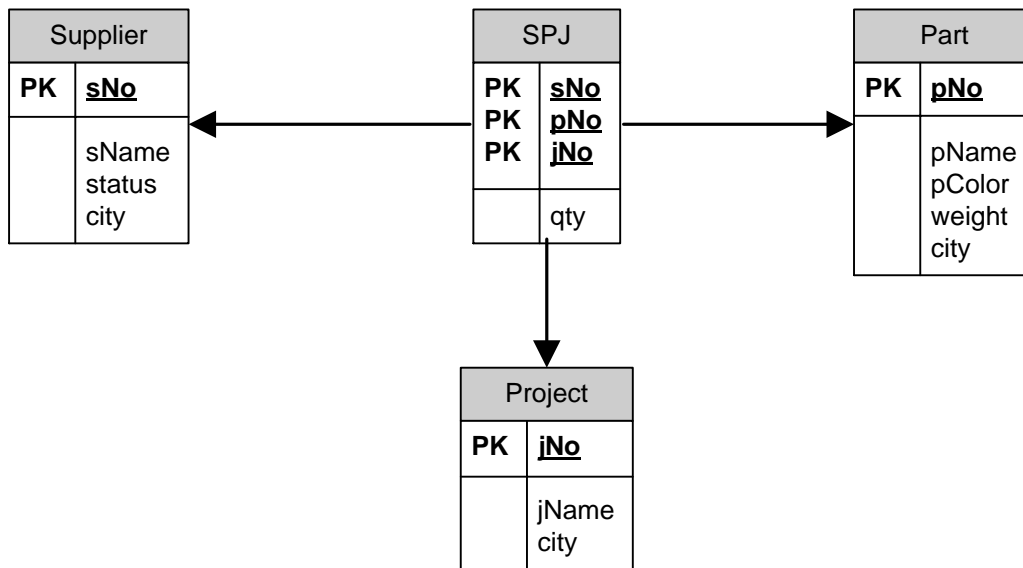 Supplier
PK sNo
sName
status
city
SPJ
PK sNo
PK pNo
PK jNo
qty
Part
PK pNo
pName
pColor
weight
city
Project
PK jNo
jName
city